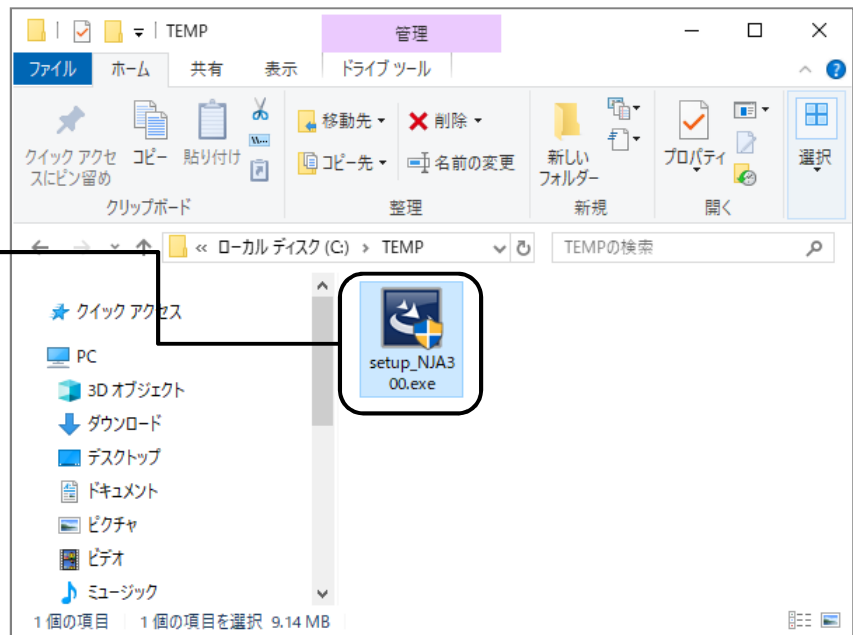 TEMP
管理
ファイル ホーム 共有 表示 ドライブ ツール
クイック アクセ
スにピン留め
コピー
貼り付け
移動先
コピー先
削除
名前の変更
新しい
フォルダー
プロパティ
選択
クリップボード
整理
新規
開く
« ローカル ディスク (C:) › TEMP
TEMPの検索
クイック アクセス
PC
3D オブジェクト
ダウンロード
デスクトップ
ドキュメント
ピクチャ
ビデオ
ミュージック
setup_NJA3
00.exe
1 個の項目 1 個の項目を選択 9.14 MB